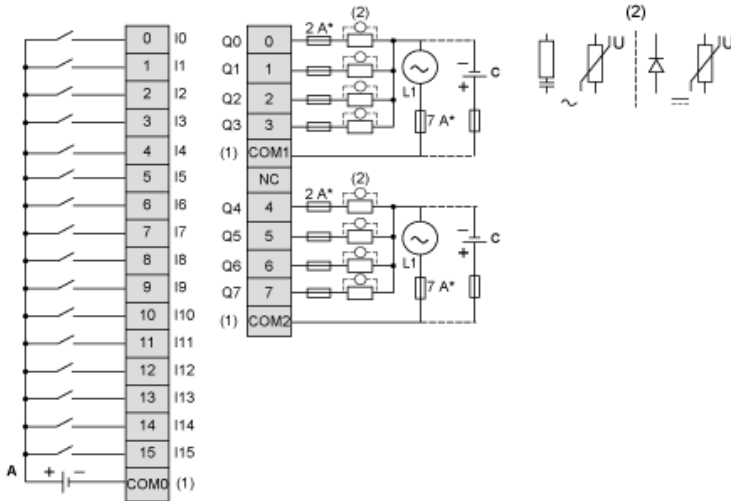 0 I0
1 I1
2 I2
3 I3
4 I4
5 I5
6 I6
7 I7
8 I8
9 I9
10 I10
11 I11
12 I12
13 I13
14 I14
15 I15
A + − COM0 (1)
2 A* (2)
Q0 0
Q1 1
Q2 2
Q3 3
L1
− + C
7 A*
(1) COM1
NC
2 A* (2)
Q4 4
Q5 5
Q6 6
Q7 7
L1
− + C
7 A*
(1) COM2
(2)
U U